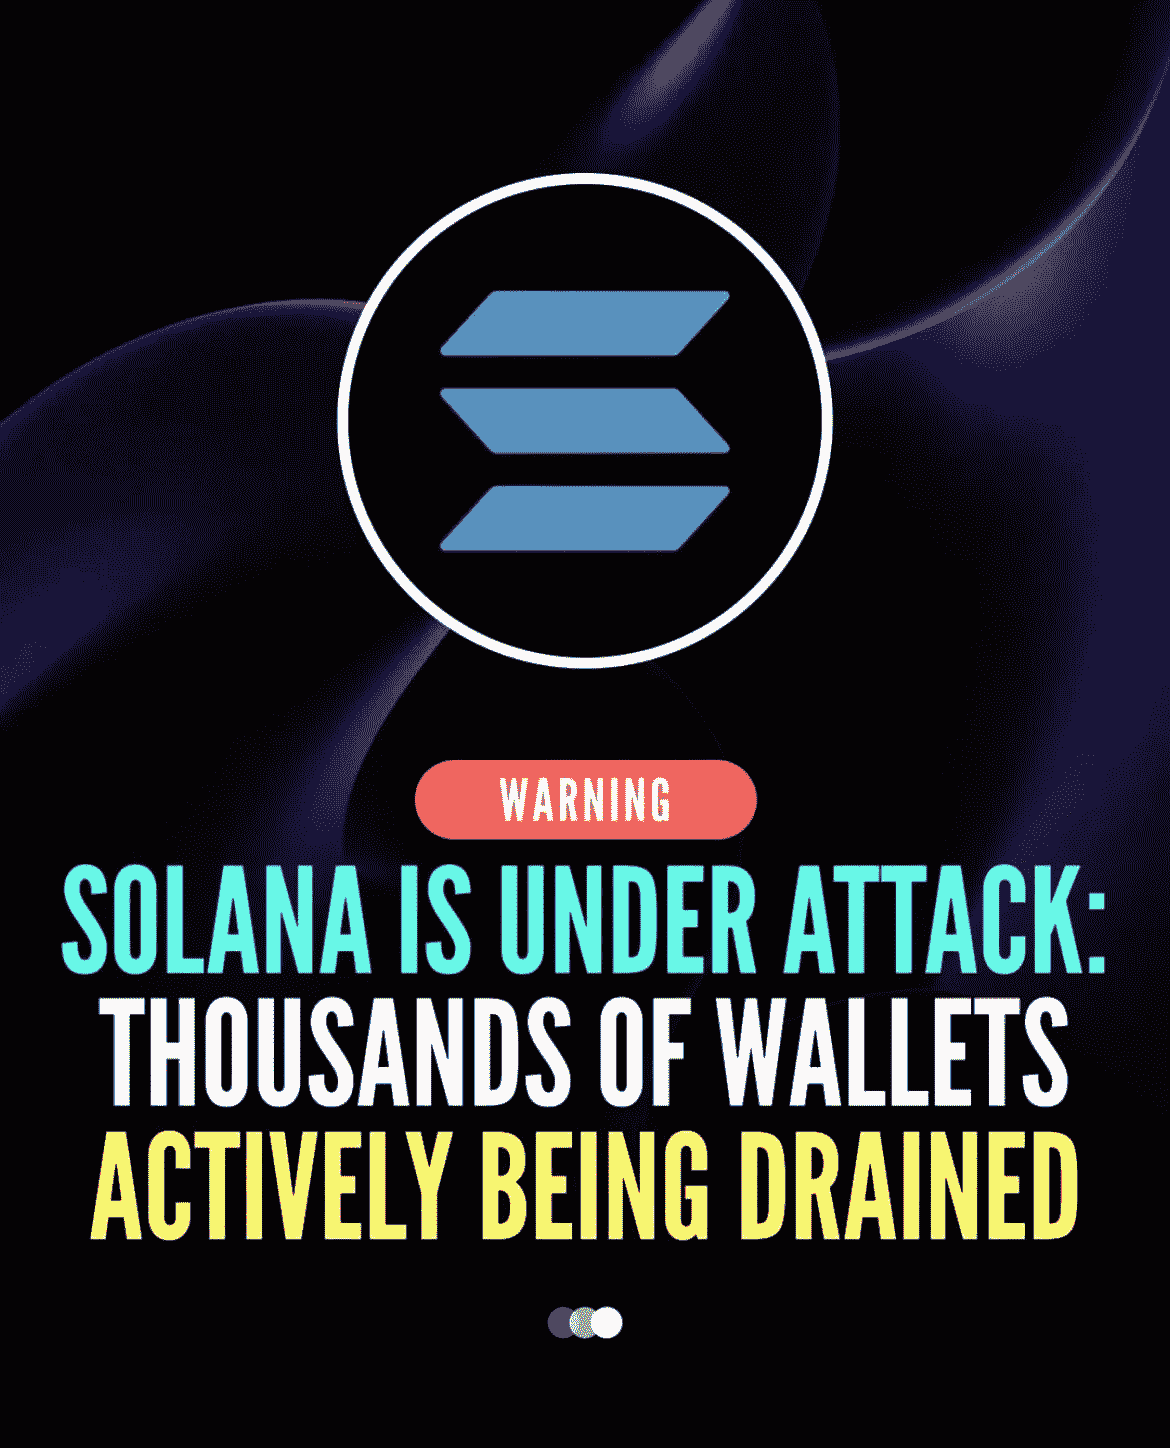 WARNING
SOLANA IS UNDER ATTACK:
THOUSANDS OF WALLETS
ACTIVELY BEING DRAINED